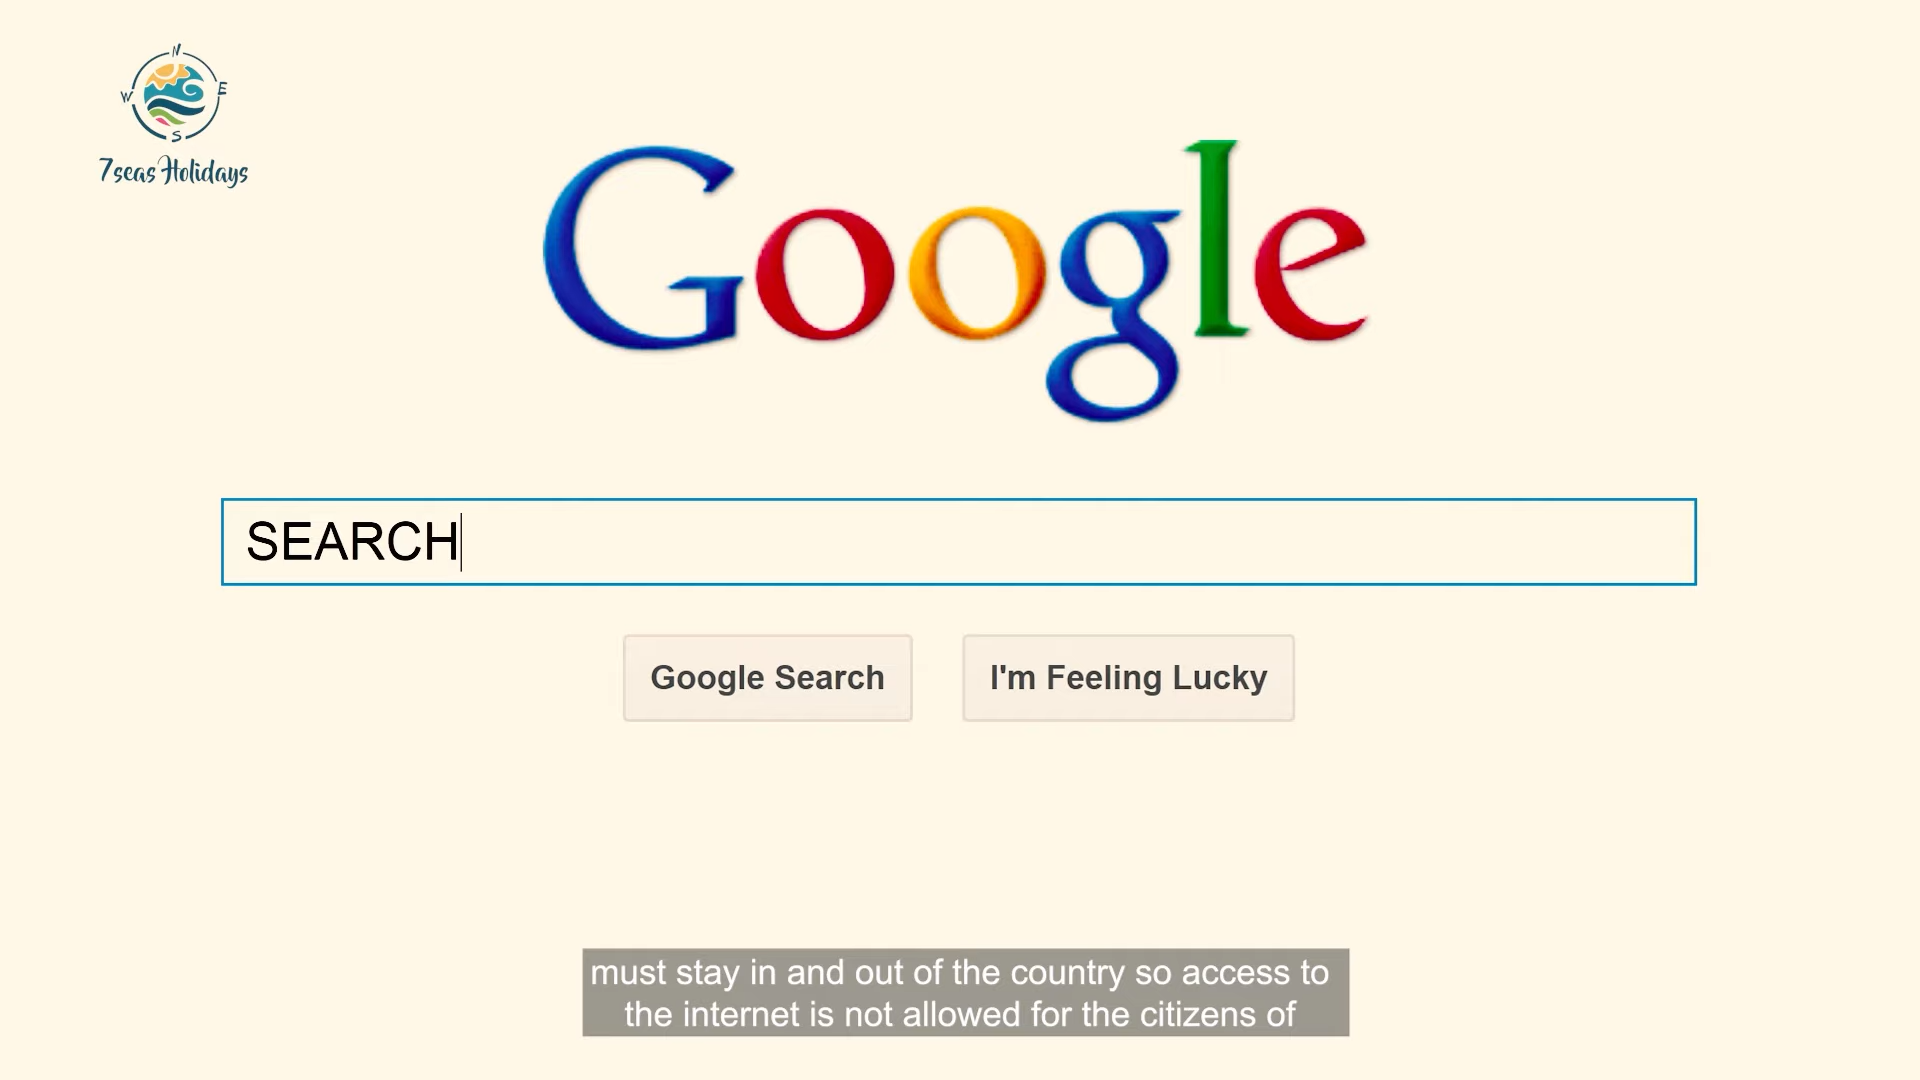 N
W E
S
7seas Holidays
Google
SEARCH
Google Search
I'm Feeling Lucky
must stay in and out of the country so access to
the internet is not allowed for the citizens of